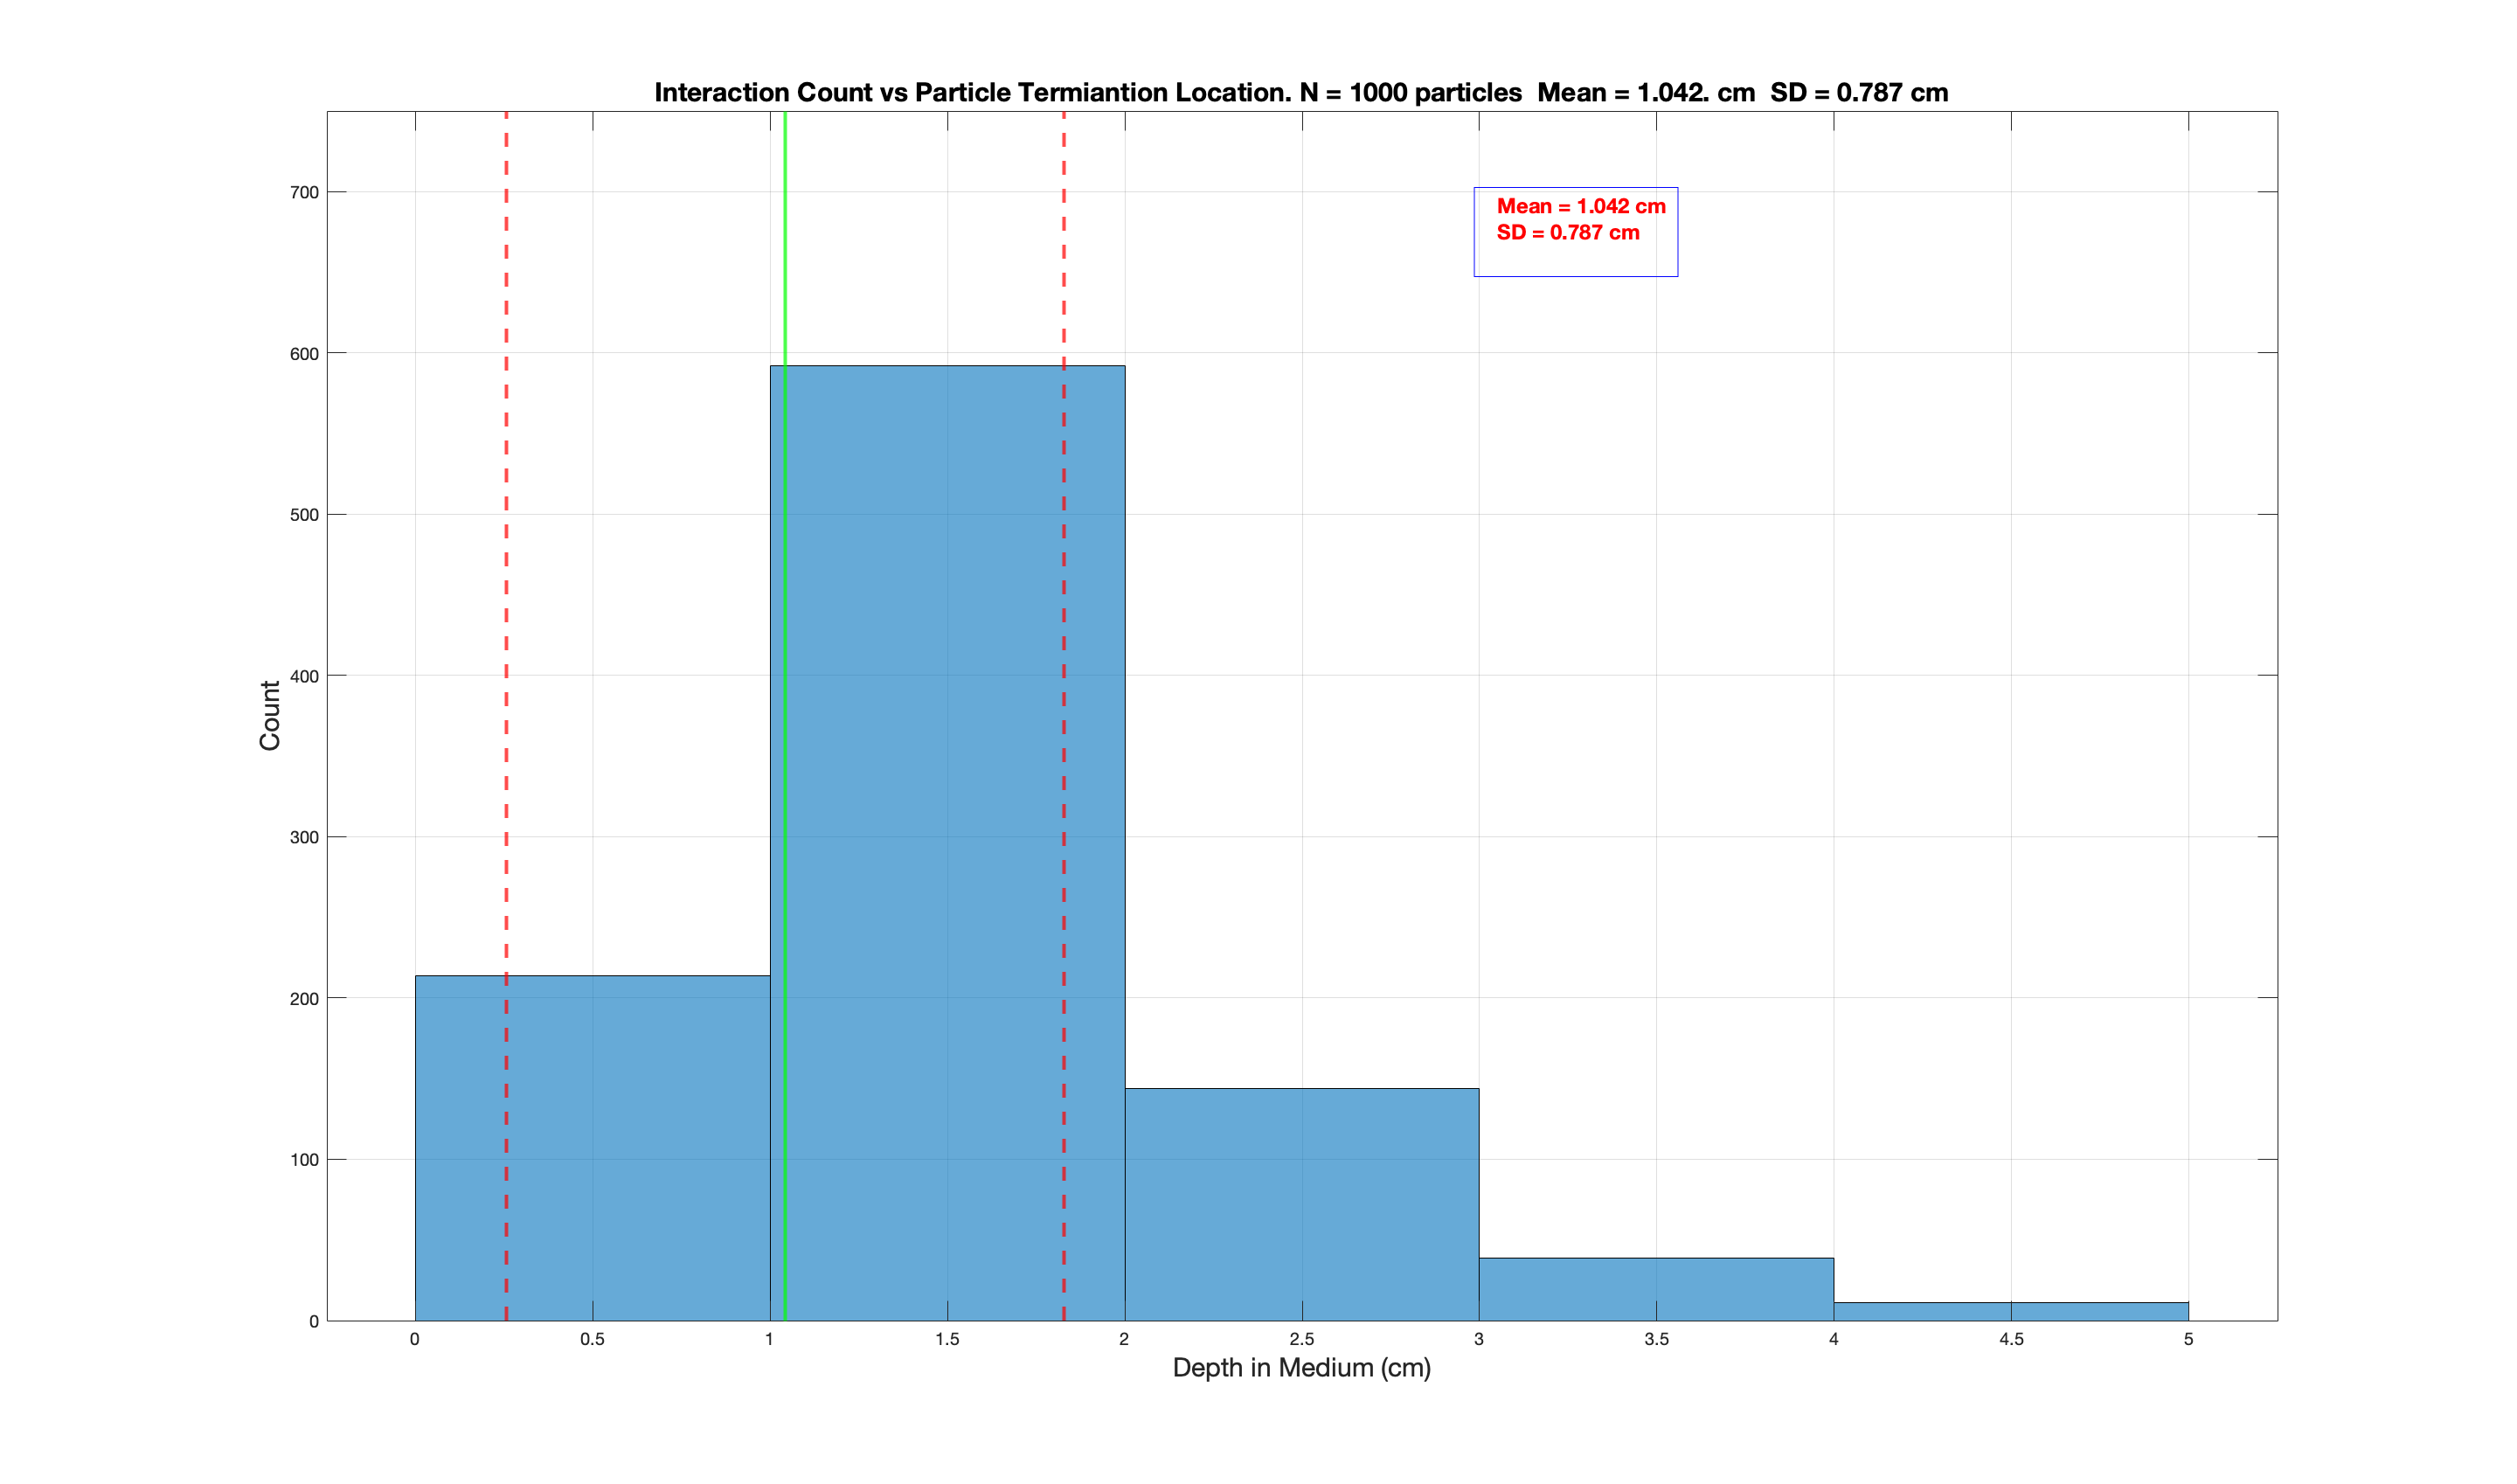 Interaction Count vs Particle Termiantion Location. N = 1000 particles  Mean = 1.042. cm  SD = 0.787 cm
Mean = 1.042 cm
SD = 0.787 cm
700
600
500
400
300
200
100
0
Count
0 0.5 1 1.5 2 2.5 3 3.5 4 4.5 5
Depth in Medium (cm)